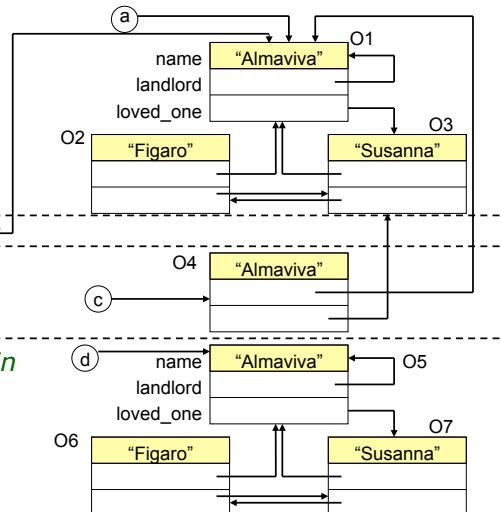 a
O1
name "Almaviva"
landlord
loved_one
O2
O3
"Figaro" "Susanna"
O4
"Almaviva"
c
d
name "Almaviva" O5
landlord
loved_one
O6
O7
"Figaro" "Susanna"